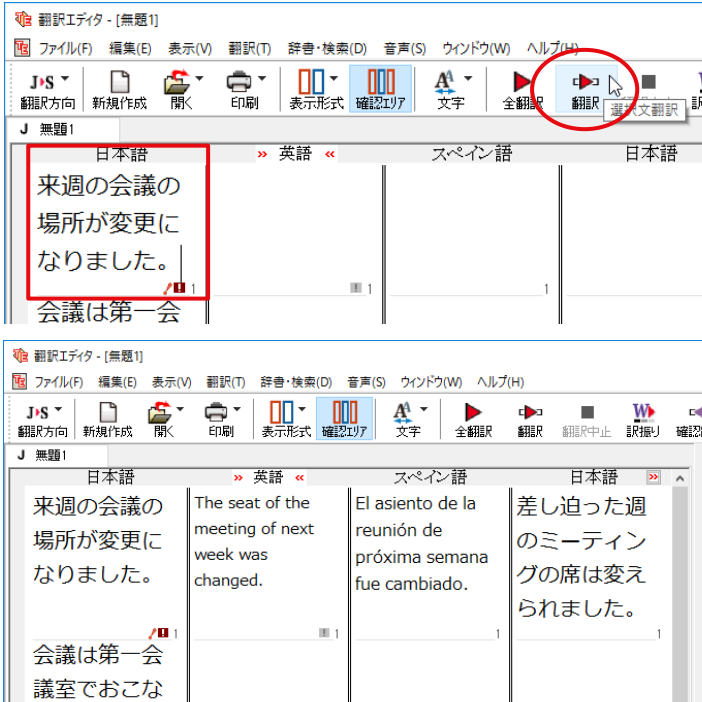 翻訳エディタ - [無題1]
ファイル(F) 編集(E) 表示(V) 翻訳(T) 辞書・検索(D) 音声(S) ウィンドウ(W) ヘルプ(H)
J▸S
翻訳方向 新規作成 開く 印刷 表示形式 確認エリア 文字 全翻訳 翻訳
選択文翻訳
J 無題1
日本語 » 英語 « スペイン語 日本語
来週の会議の
場所が変更に
なりました。
1 1 1
会議は第一会
翻訳エディタ - [無題1]
ファイル(F) 編集(E) 表示(V) 翻訳(T) 辞書・検索(D) 音声(S) ウィンドウ(W) ヘルプ(H)
J▸S
翻訳方向 新規作成 開く 印刷 表示形式 確認エリア 文字 全翻訳 翻訳 翻訳中止 訳振り 確認
J 無題1
日本語 » 英語 « スペイン語 日本語 »
来週の会議の
場所が変更に
なりました。
1
The seat of the
meeting of next
week was
changed.
1
El asiento de la
reunión de
próxima semana
fue cambiado.
1
差し迫った週
のミーティン
グの席は変え
られました。
1
会議は第一会
議室でおこな